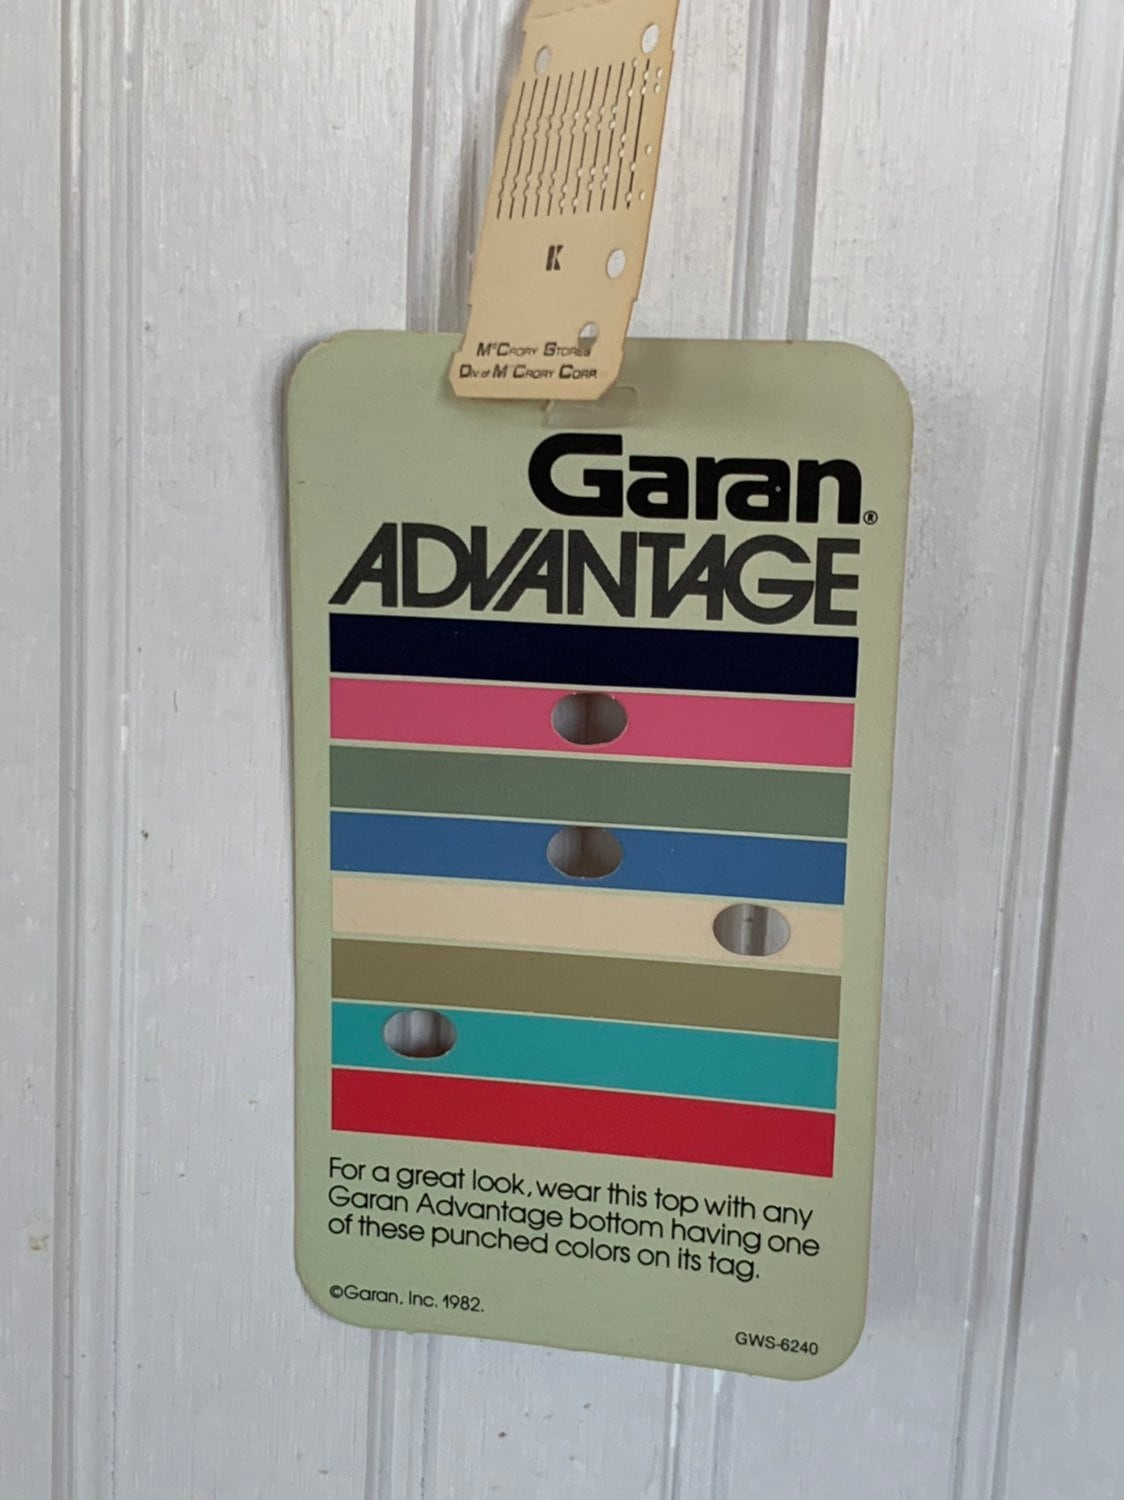 K
McCrory Stores
Div. of McCrory Corp.
Garan®
ADVANTAGE
For a great look, wear this top with any
Garan Advantage bottom having one
of these punched colors on its tag.
©Garan, Inc. 1982.
GWS-6240